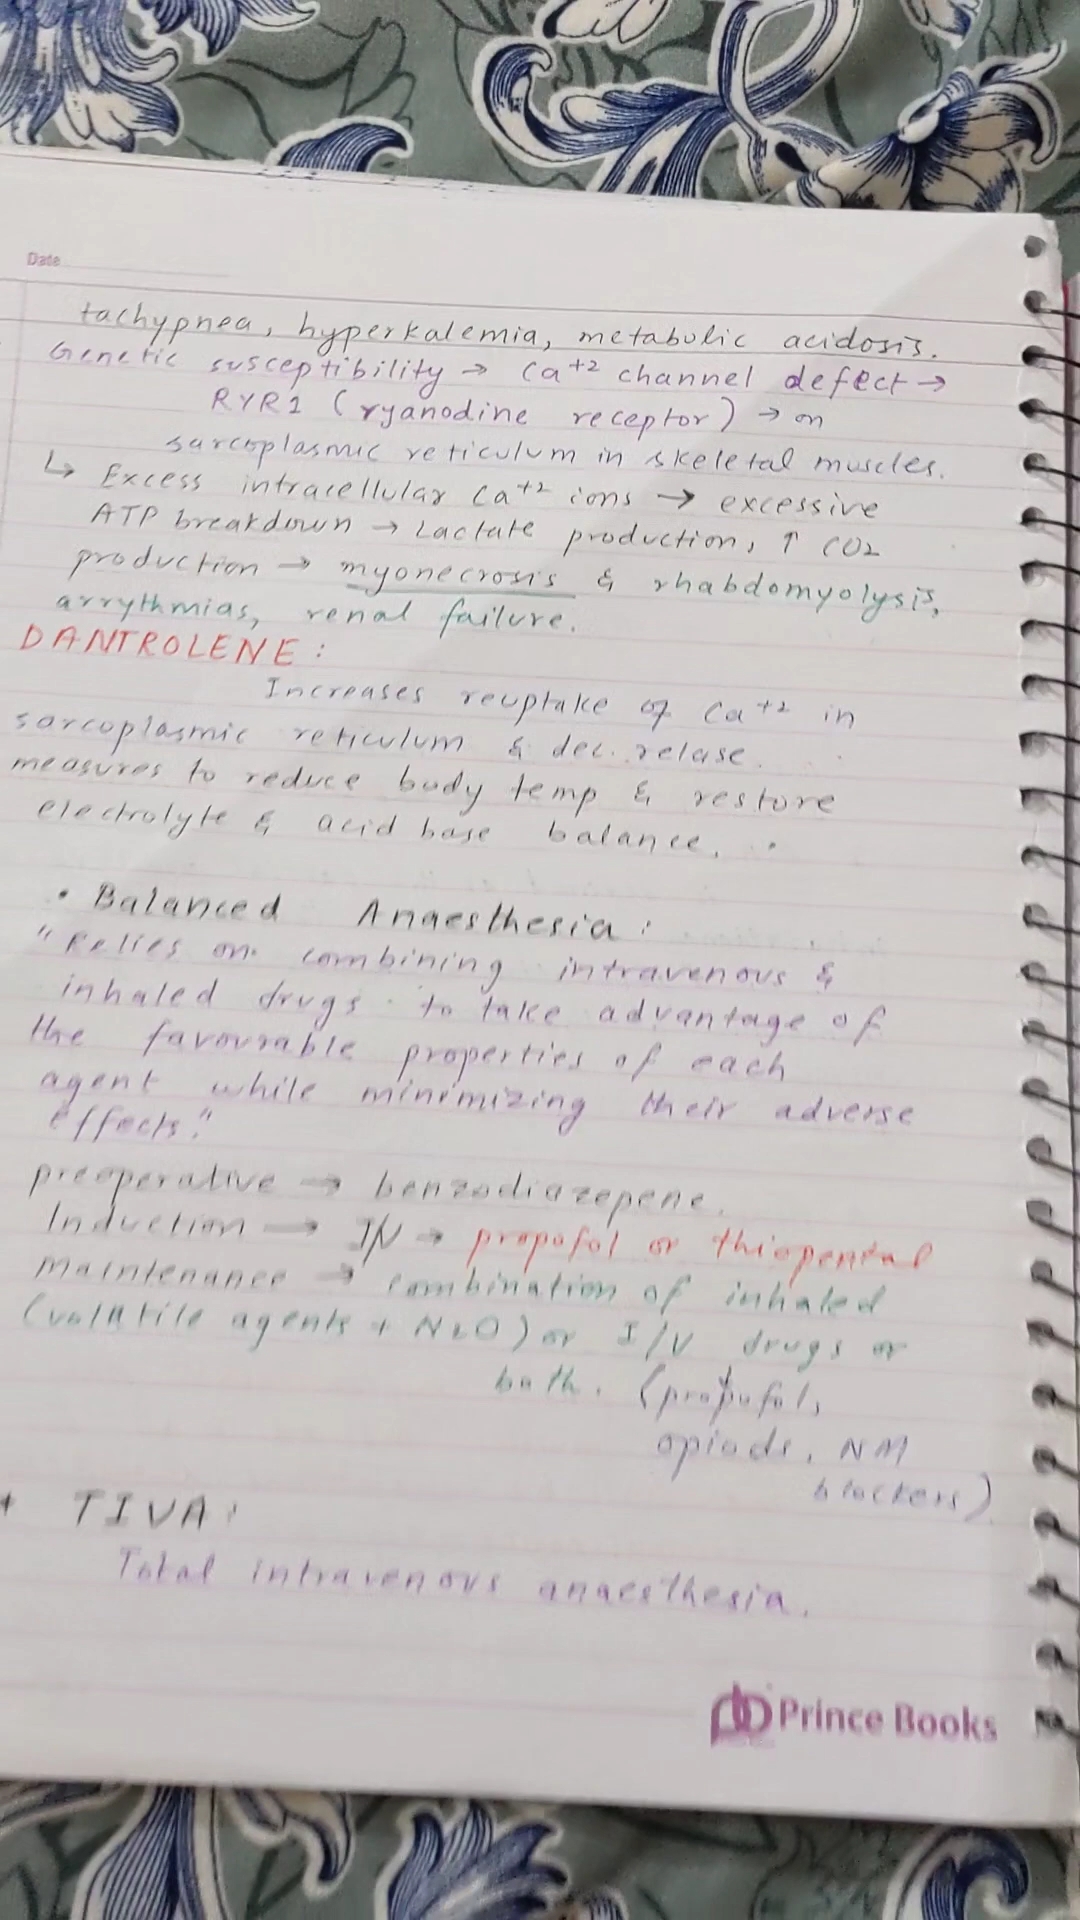 Date
tachypnea, hyperkalemia, metabolic acidosis.
Genetic susceptibility → Ca+2 channel defect →
RYR1 (ryanodine receptor) → on
sarcoplasmic reticulum in skeletal muscles.
↳ Excess intracellular Ca+2 ions → excessive
ATP breakdown → Lactate production, ↑ CO2
production → myonecrosis & rhabdomyolysis,
arrythmias, renal failure.
DANTROLENE :
Increases reuptake of Ca+2 in
sarcoplasmic reticulum & dec. relase.
measures to reduce body temp & restore
electrolyte & acid base balance.
• Balanced Anaesthesia :
"Relies on combining intravenous &
inhaled drugs to take advantage of
the favourable properties of each
agent while minimizing their adverse
effects."
preoperative → benzodiazepene.
Induction → I/V → propofol or thiopental
maintenance → combination of inhaled
(volatile agents + N2O) or I/V drugs or
both. (propofol,
opiods, NM
blockers)
+ TIVA :
Total intravenous anaesthesia.
pb Prince Books